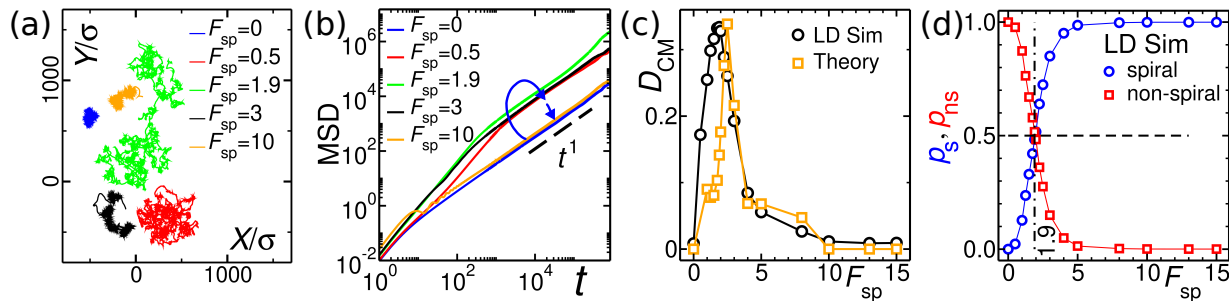 (a)
Y/σ
1000
0
F_sp=0
F_sp=0.5
F_sp=1.9
F_sp=3
F_sp=10
X/σ
0
1000
(b)
MSD
10^6
10^4
10^2
10^0
10^-2
F_sp=0
F_sp=0.5
F_sp=1.9
F_sp=3
F_sp=10
t^1
10^0
10^2
10^4
t
(c)
D_CM
0.2
0
LD Sim
Theory
0
5
10
15
F_sp
(d)
p_s, p_ns
1.0
0.5
0.0
LD Sim
spiral
non-spiral
1.9
0
5
10
15
F_sp